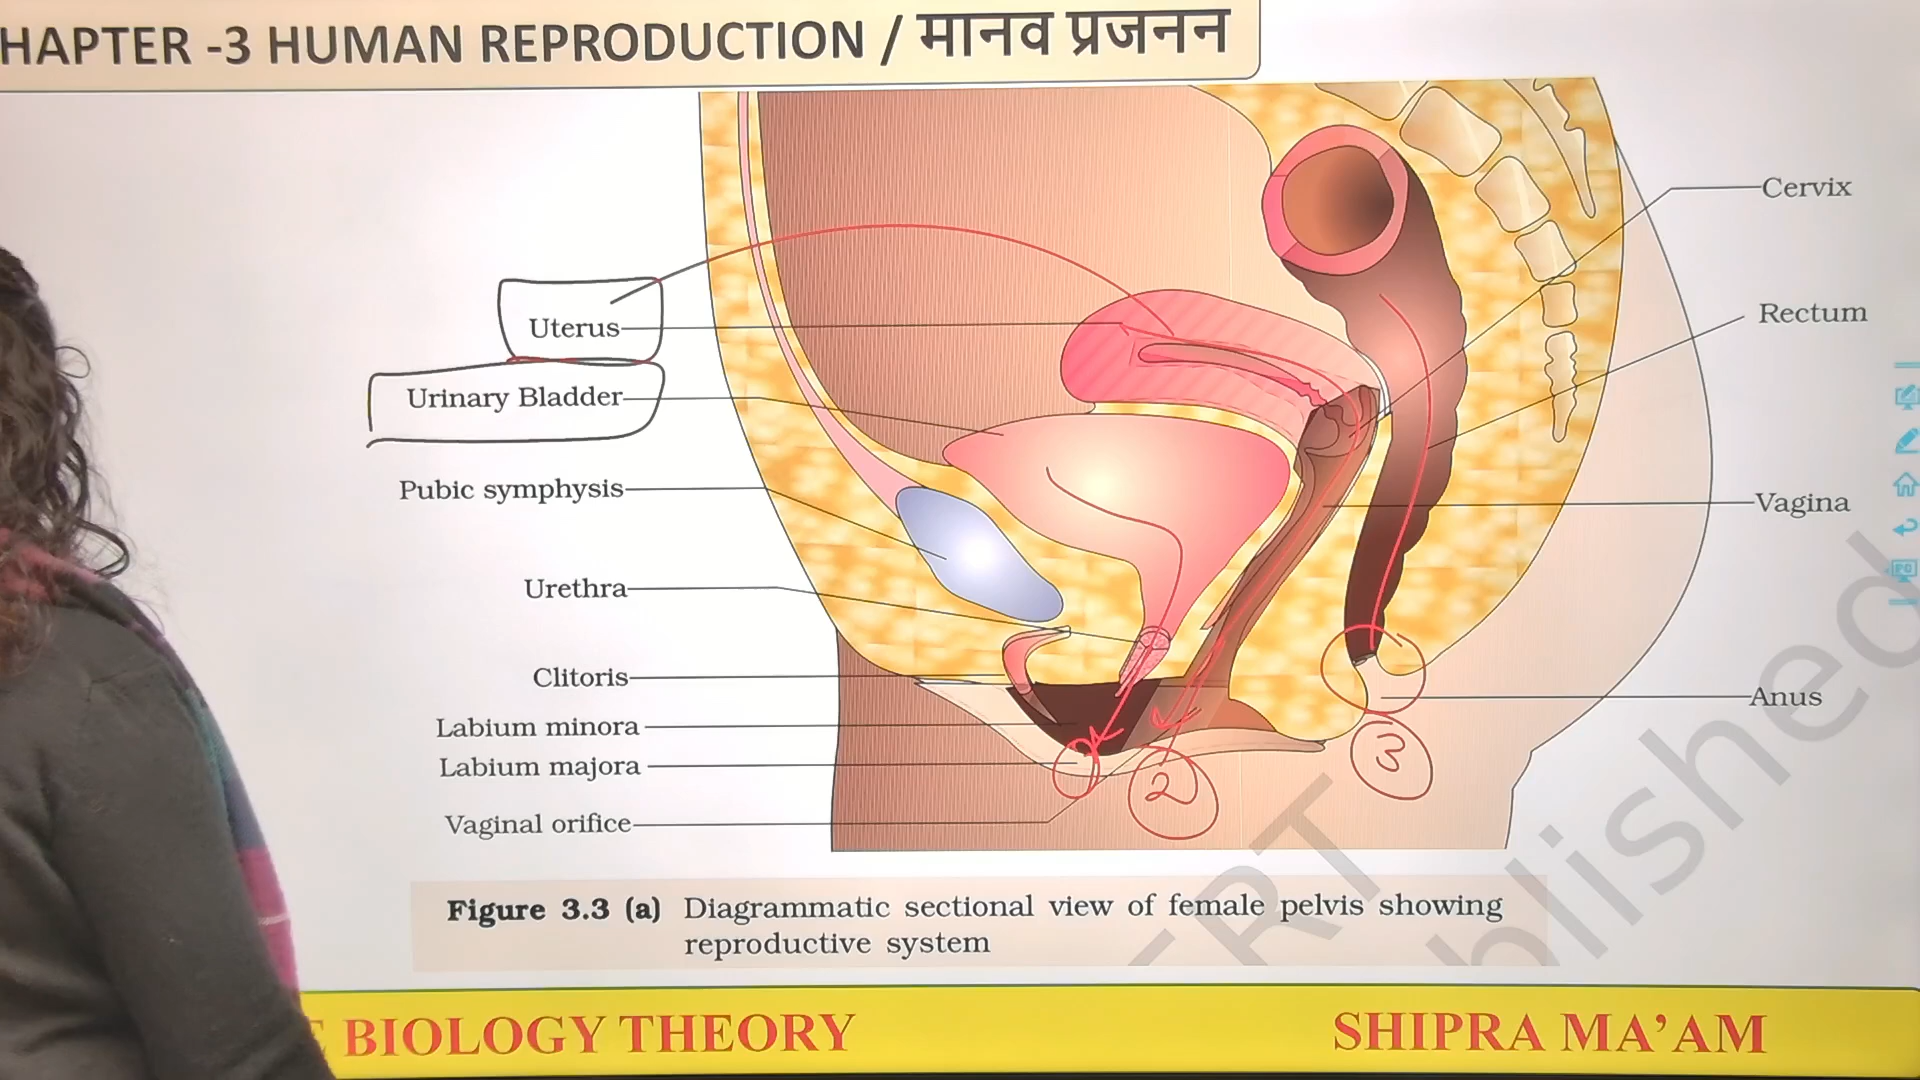 HAPTER -3 HUMAN REPRODUCTION / मानव प्रजनन
Cervix
Uterus
Rectum
Urinary Bladder
Pubic symphysis
Vagina
Urethra
Clitoris
Anus
Labium minora
Labium majora
Vaginal orifice
2
3
Figure 3.3 (a) Diagrammatic sectional view of female pelvis showing
reproductive system
ERT
blished
BIOLOGY THEORY
SHIPRA MA'AM